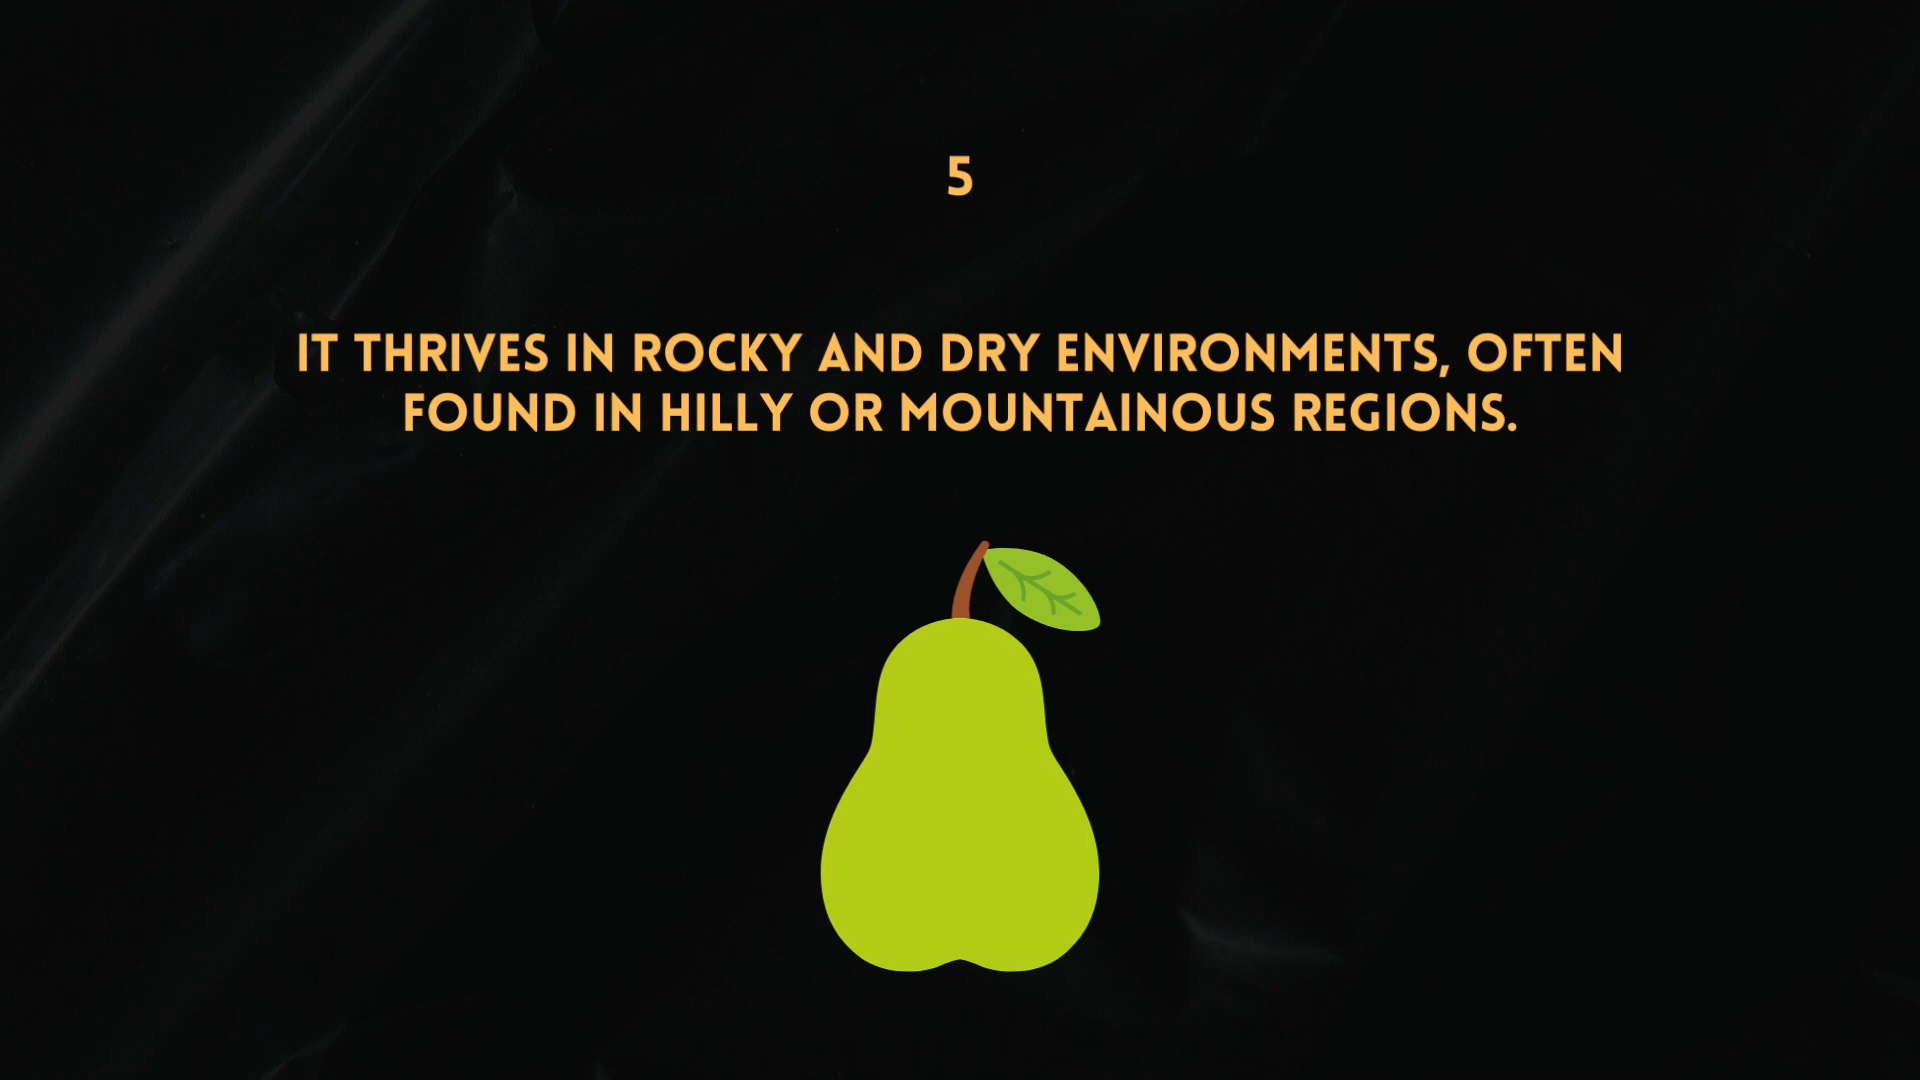 5
IT THRIVES IN ROCKY AND DRY ENVIRONMENTS, OFTEN
FOUND IN HILLY OR MOUNTAINOUS REGIONS.